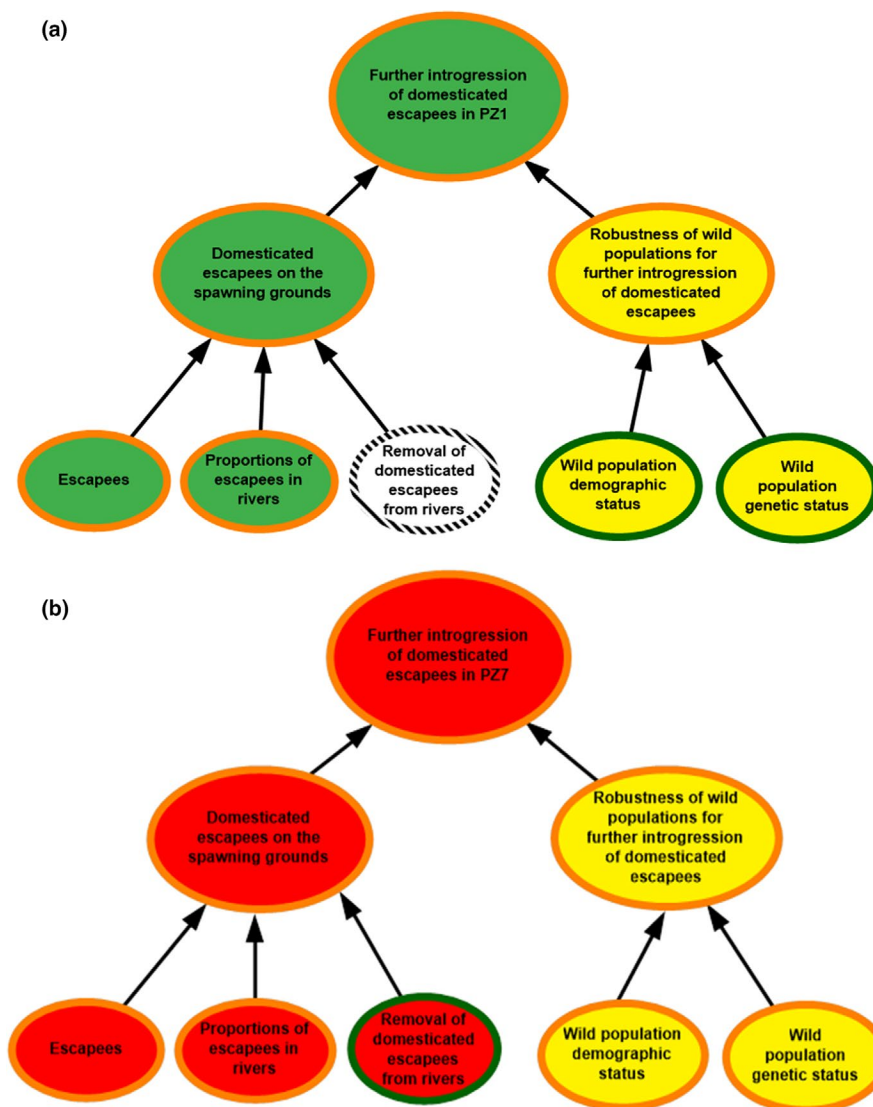 (a)
Further introgression
of domesticated
escapees in PZ1
Domesticated
escapees on the
spawning grounds
Robustness of wild
populations for
further introgression
of domesticated
escapees
Escapees
Proportions of
escapees in
rivers
Removal of
domesticated
escapees
from rivers
Wild population
demographic
status
Wild
population
genetic status
(b)
Further introgression
of domesticated
escapees in PZ7
Domesticated
escapees on the
spawning grounds
Robustness of wild
populations for
further introgression
of domesticated
escapees
Escapees
Proportions of
escapees in
rivers
Removal of
domesticated
escapees
from rivers
Wild population
demographic
status
Wild
population
genetic status